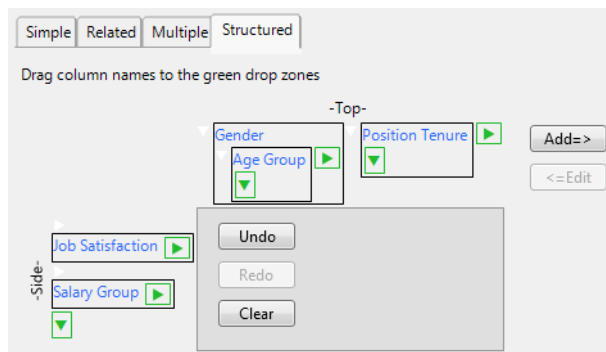 Simple Related Multiple Structured
Drag column names to the green drop zones
-Top-
Gender Position Tenure Add=>
Age Group
<=Edit
Undo
Job Satisfaction
Redo
-Side-
Salary Group
Clear